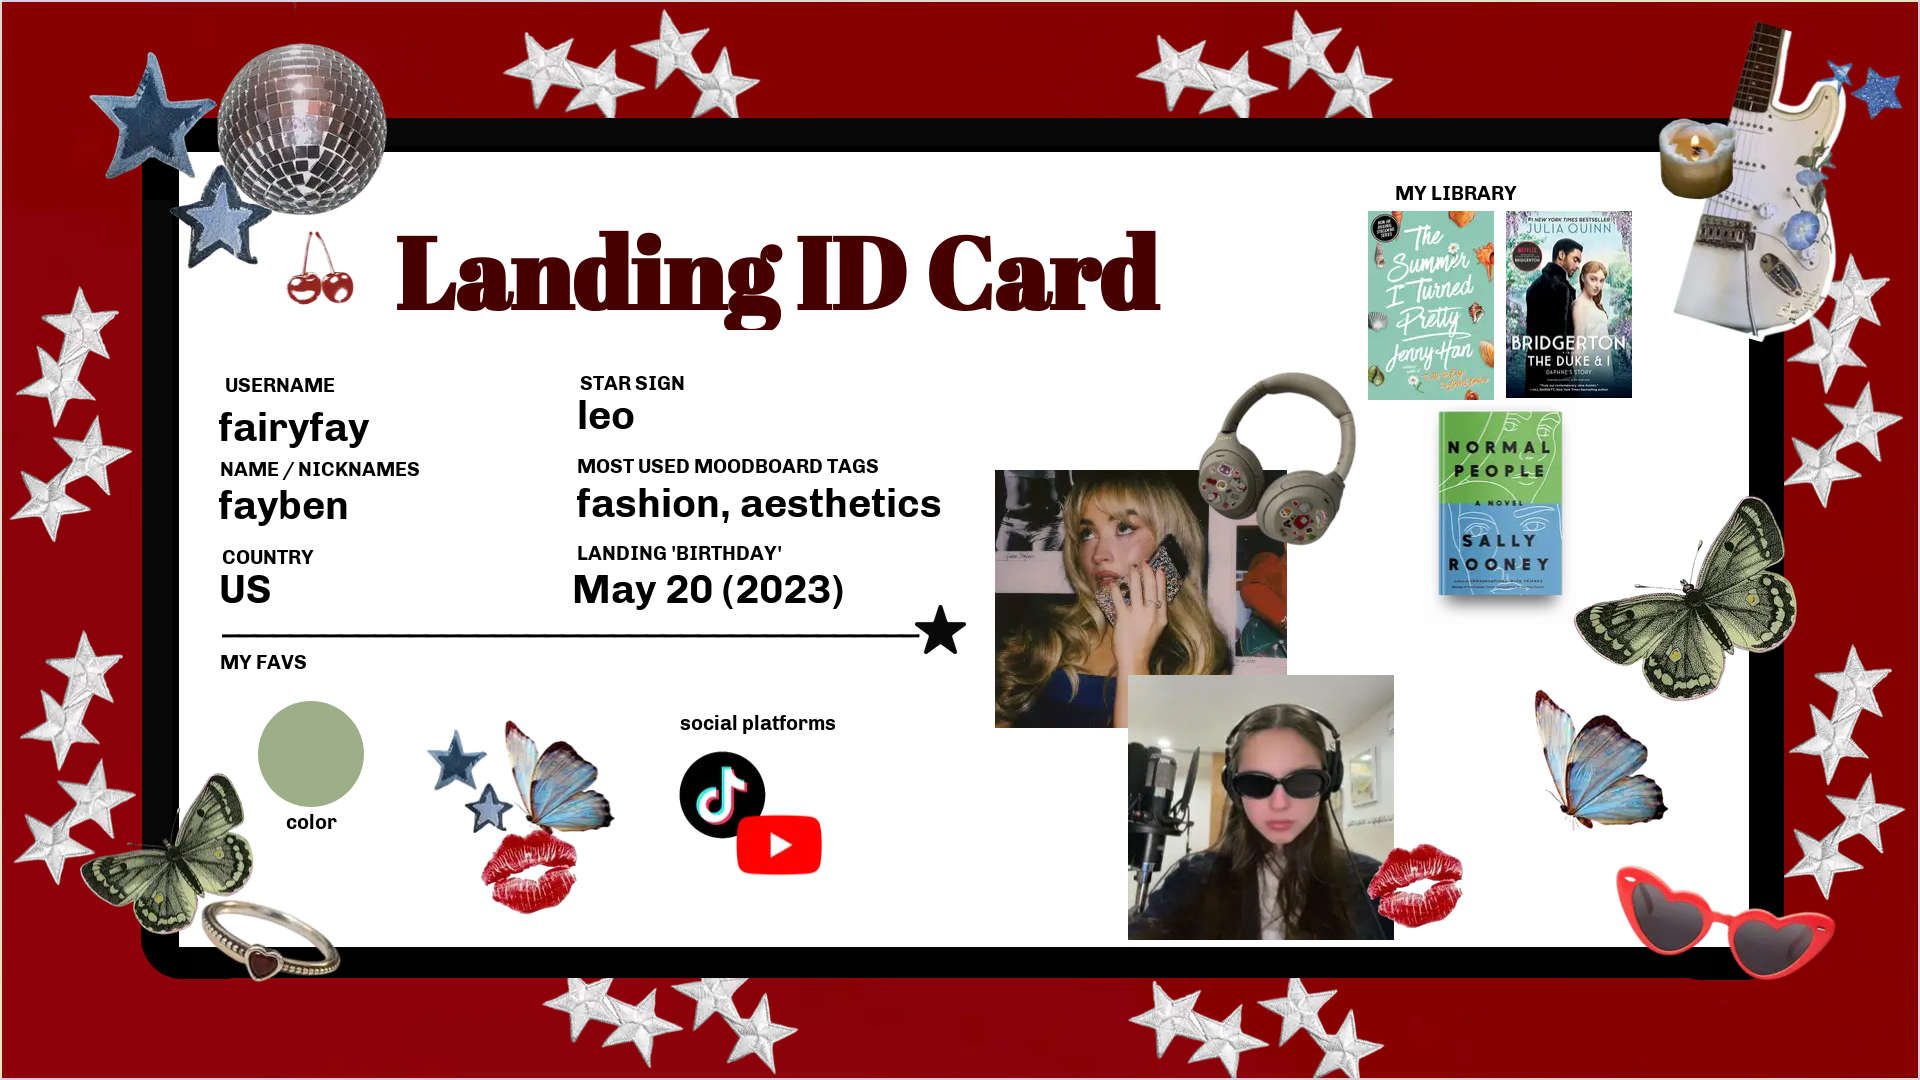 Landing ID Card
USERNAME
fairyfay
NAME / NICKNAMES
fayben
COUNTRY
US
STAR SIGN
leo
MOST USED MOODBOARD TAGS
fashion, aesthetics
LANDING 'BIRTHDAY'
May 20 (2023)
MY FAVS
color
social platforms
MY LIBRARY
The
Summer
I Turned
Pretty
Jenny Han
#1 NEW YORK TIMES BESTSELLER
JULIA QUINN
NETFLIX
BRIDGERTON
BRIDGERTON
THE DUKE & I
DAPHNE'S STORY
NORMAL
PEOPLE
A NOVEL
SALLY
ROONEY